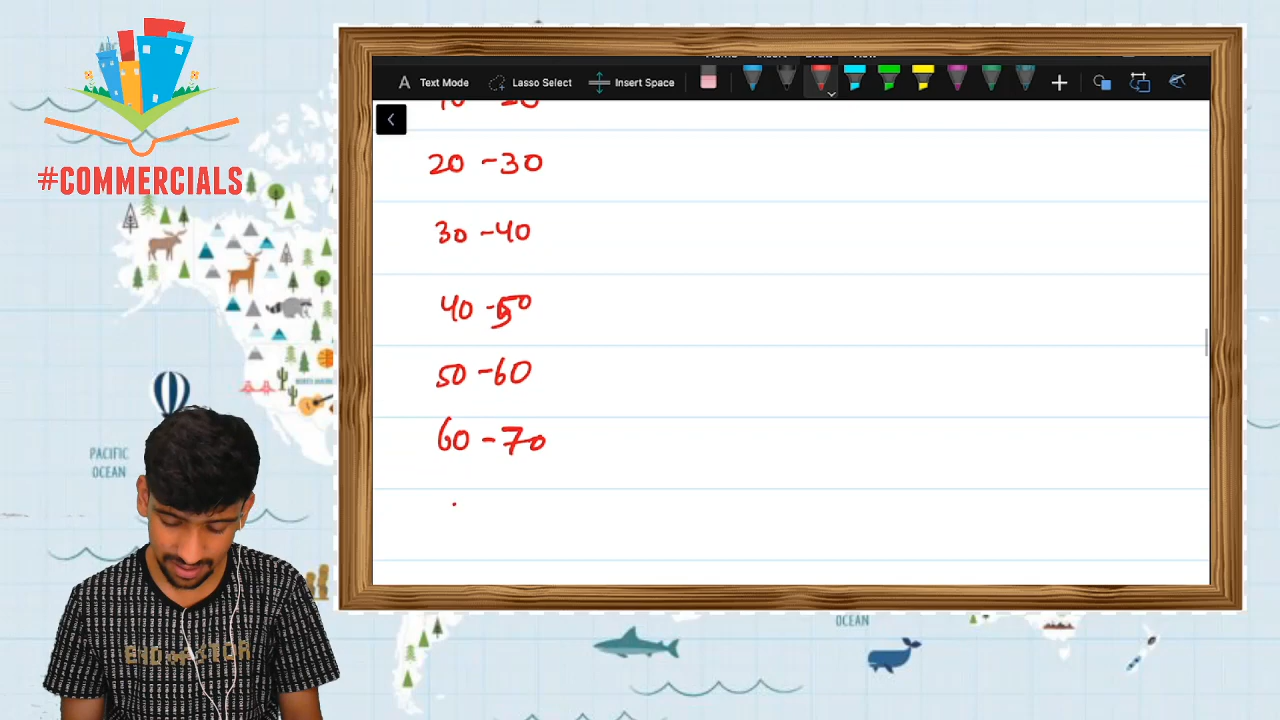 #COMMERCIALS
Text Mode Lasso Select Insert Space
20 - 30
30 - 40
40 - 50
50 - 60
60 - 70
PACIFIC
OCEAN
OCEAN